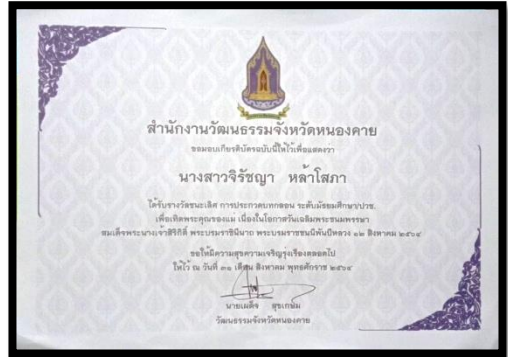 สำนักงานวัฒนธรรมจังหวัดหนองคาย
ขอมอบเกียรติบัตรฉบับนี้ให้ไว้เพื่อแสดงว่า
นางสาวจิรัชญา หล้าโสภา
ได้รับรางวัลชนะเลิศ การประกวดบทกลอน ระดับมัธยมศึกษา/ปวช.
เพื่อเทิดพระคุณของแม่ เนื่องในโอกาสวันเฉลิมพระชนมพรรษา
สมเด็จพระนางเจ้าสิริกิติ์ พระบรมราชินีนาถ พระบรมราชชนนีพันปีหลวง ๑๒ สิงหาคม ๒๕๖๔
ขอให้มีความสุขความเจริญรุ่งเรืองตลอดไป
ให้ไว้ ณ วันที่ ๓๑ เดือน สิงหาคม พุทธศักราช ๒๕๖๔
นายเผด็จ สุขเกษม
วัฒนธรรมจังหวัดหนองคาย